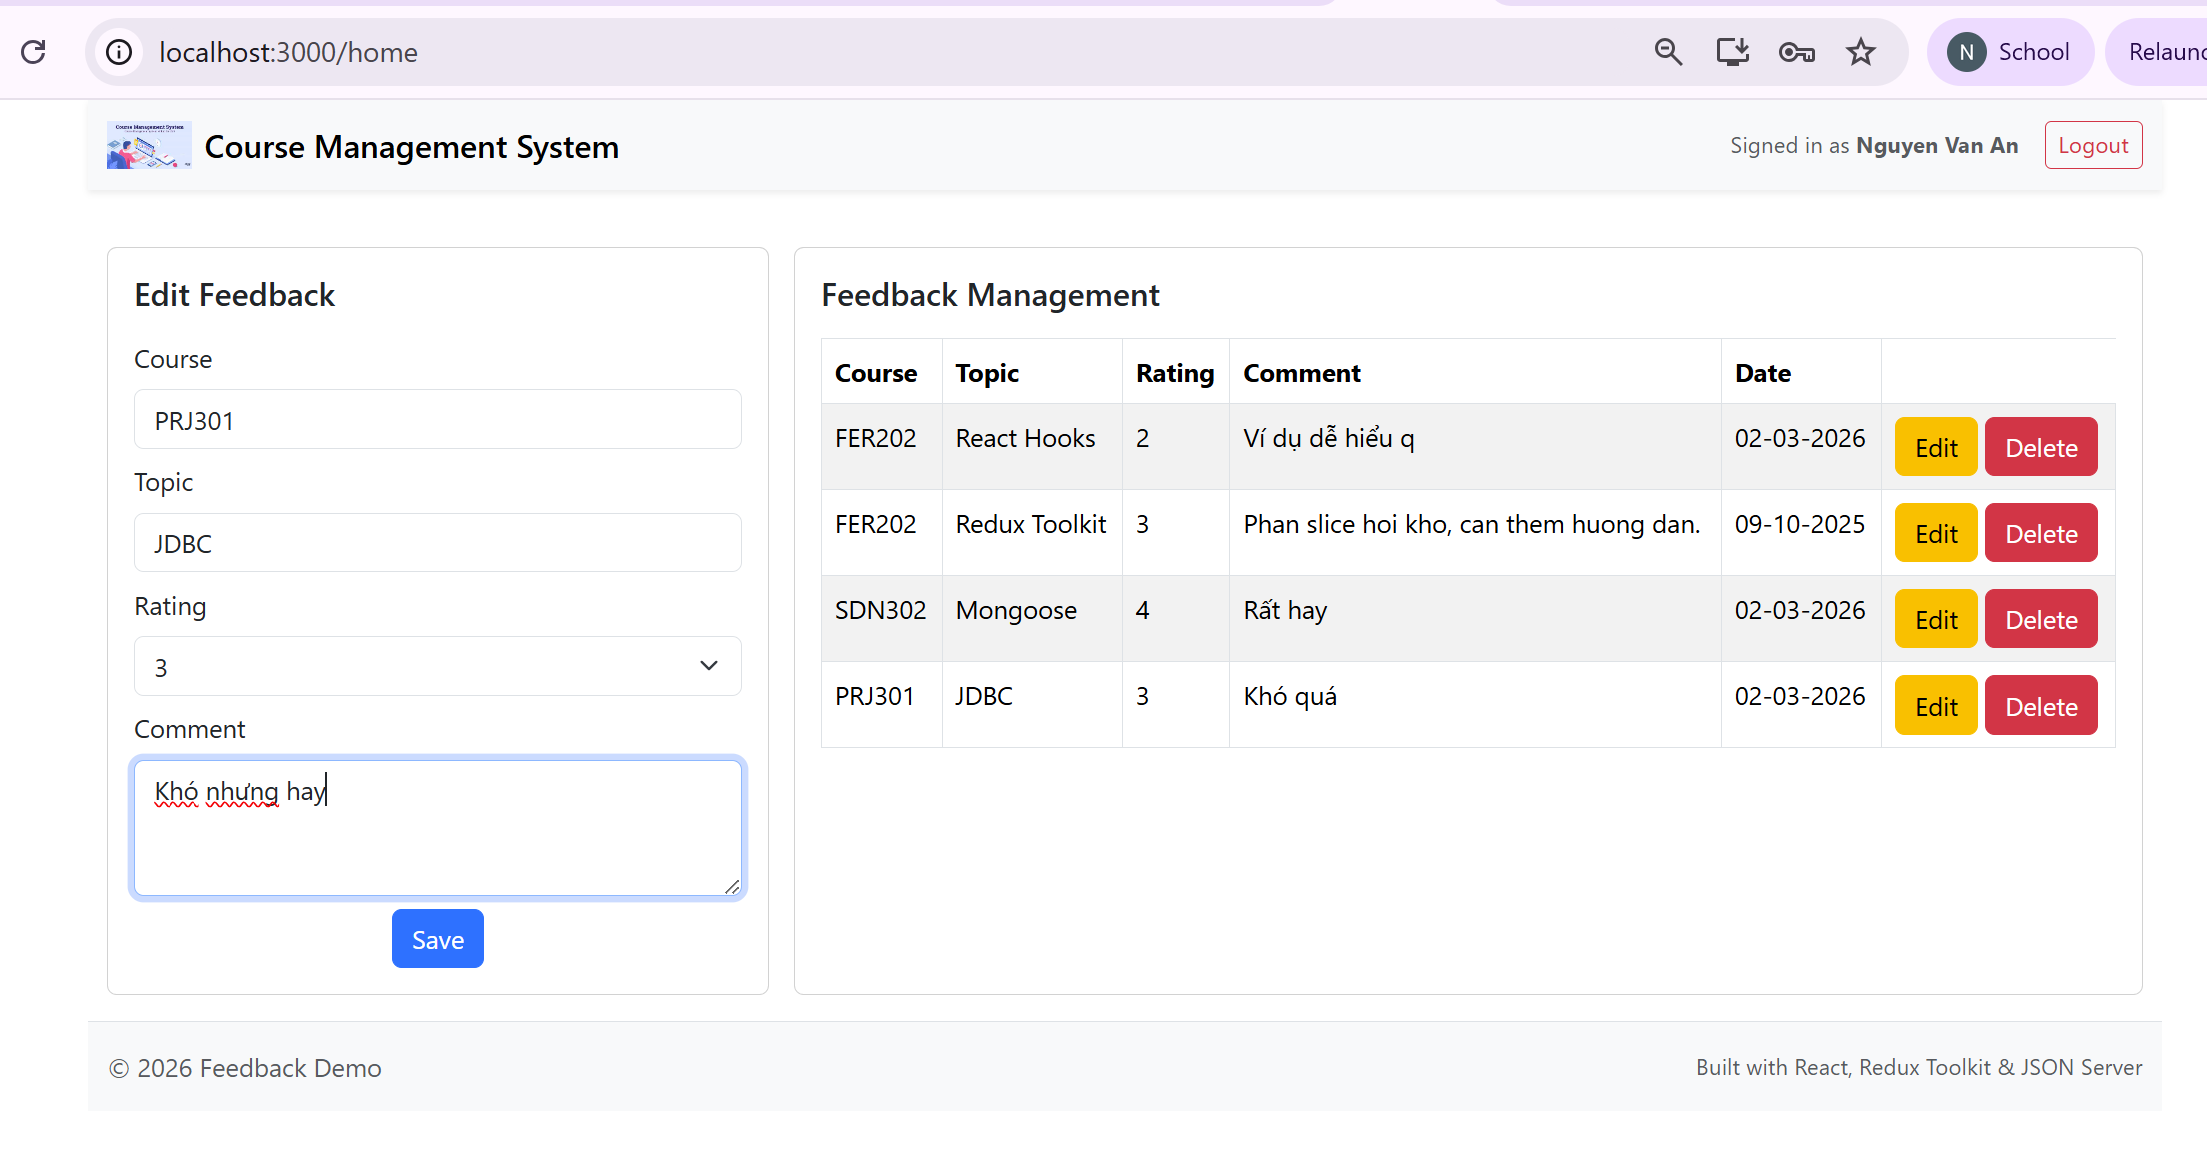 localhost:3000/home
N School
Course Management System
Course Management System
Signed in as Nguyen Van An
Logout
Edit Feedback
Course
PRJ301
Topic
JDBC
Rating
3
Comment
Khó nhưng hay
Save
Feedback Management
Course Topic Rating Comment Date
FER202 React Hooks 2 Ví dụ dễ hiểu q 02-03-2026 Edit Delete
FER202 Redux Toolkit 3 Phan slice hoi kho, can them huong dan. 09-10-2025 Edit Delete
SDN302 Mongoose 4 Rất hay 02-03-2026 Edit Delete
PRJ301 JDBC 3 Khó quá 02-03-2026 Edit Delete
© 2026 Feedback Demo
Built with React, Redux Toolkit & JSON Server